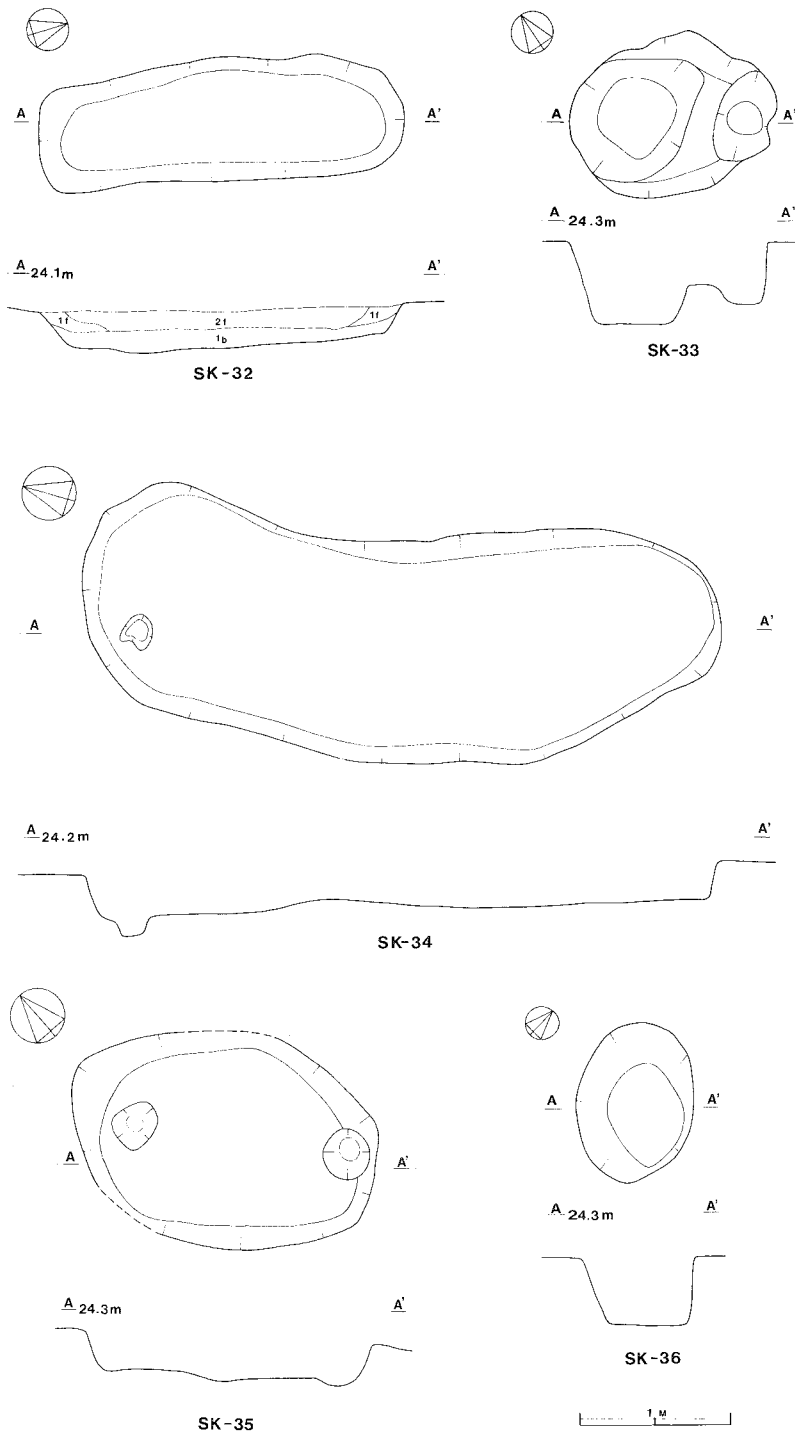 A A'
A 24.1m A'
1f 2f 1f
1b
SK-32
A A'
A 24.3m A'
SK-33
A A'
A 24.2m A'
SK-34
A A'
A 24.3m A'
SK-35
A A'
A 24.3m A'
SK-36
1 M